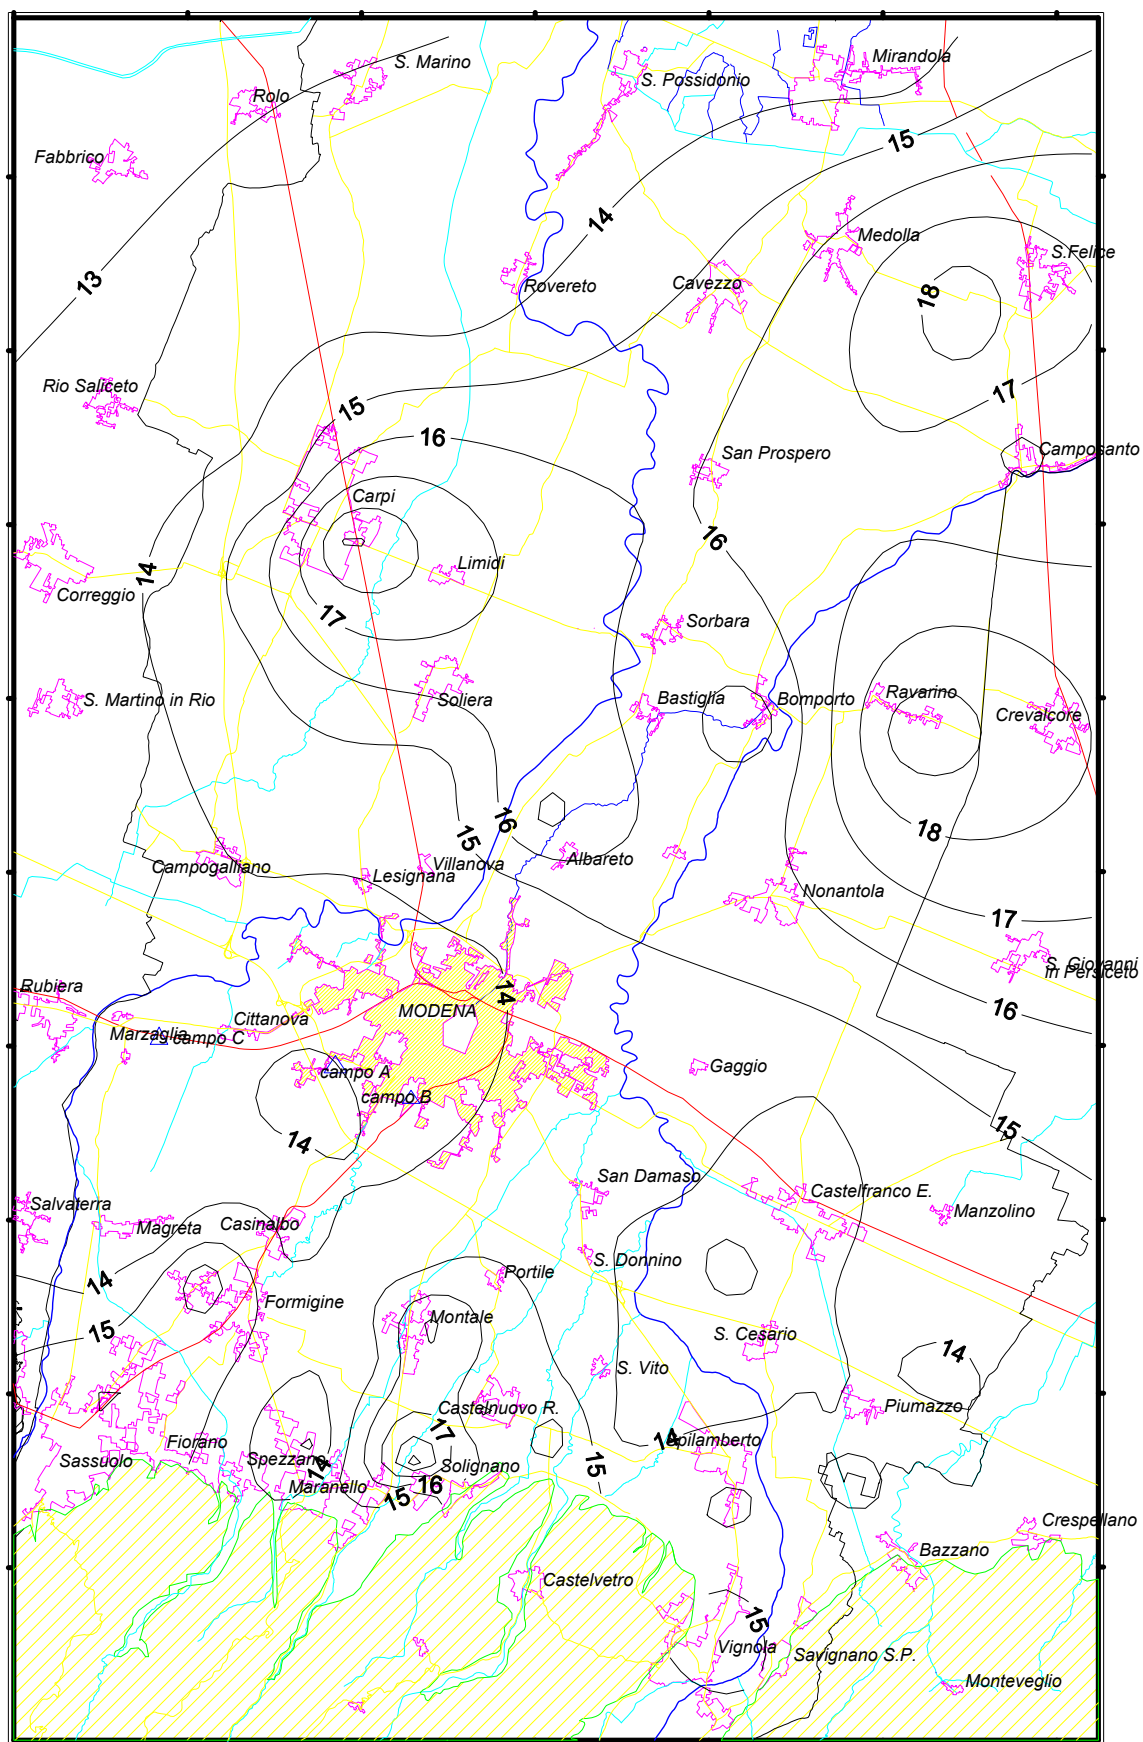 S. Marino
Mirandola
S. Possidonio
Rolo
15
Fabbrico
14
Medolla
S.Felice
13
Rovereto
Cavezzo
18
Rio Saliceto
15
17
16
San Prospero
Camposanto
Carpi
16
Limidi
14
Correggio
17
Sorbara
S. Martino in Rio
Soliera
Bastiglia
Bomporto
Ravarino
Crevalcore
16
15
18
Campogalliano
Villanova
Albareto
Lesignana
Nonantola
17
S. Giovanni
in Persiceto
Rubiera
14
MODENA
16
Cittanova
Marzaglia
campo C
Gaggio
campo A
campo B
15
14
San Damaso
Castelfranco E.
Salvaterra
Manzolino
Magreta
Casinalbo
S. Donnino
Portile
14
Formigine
Montale
15
S. Cesario
14
S. Vito
Castelnuovo R.
Piumazzo
17
14
Spilamberto
Fiorano
Sassuolo
Spezzano
14
Solignano
15
Maranello
16
15
Crespellano
Bazzano
Castelvetro
15
Vignola
Savignano S.P.
Monteveglio